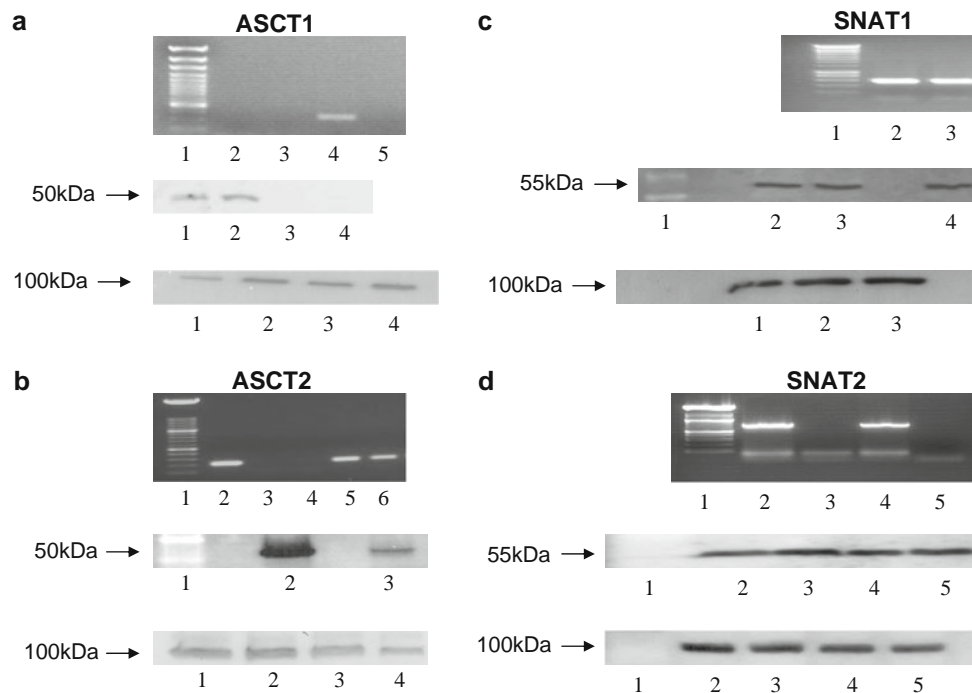 a
ASCT1
1 2 3 4 5
50kDa
1 2 3 4
100kDa
1 2 3 4
b
ASCT2
1 2 3 4 5 6
50kDa
1 2 3
100kDa
1 2 3 4
c
SNAT1
1 2 3
55kDa
1 2 3 4
100kDa
1 2 3
d
SNAT2
1 2 3 4 5
55kDa
1 2 3 4 5
100kDa
1 2 3 4 5